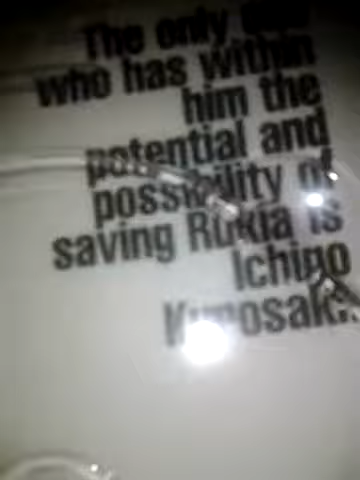 The only
who has within
him the
potential and
possibility of
saving Rukia is
Ichigo
Kurosaki.